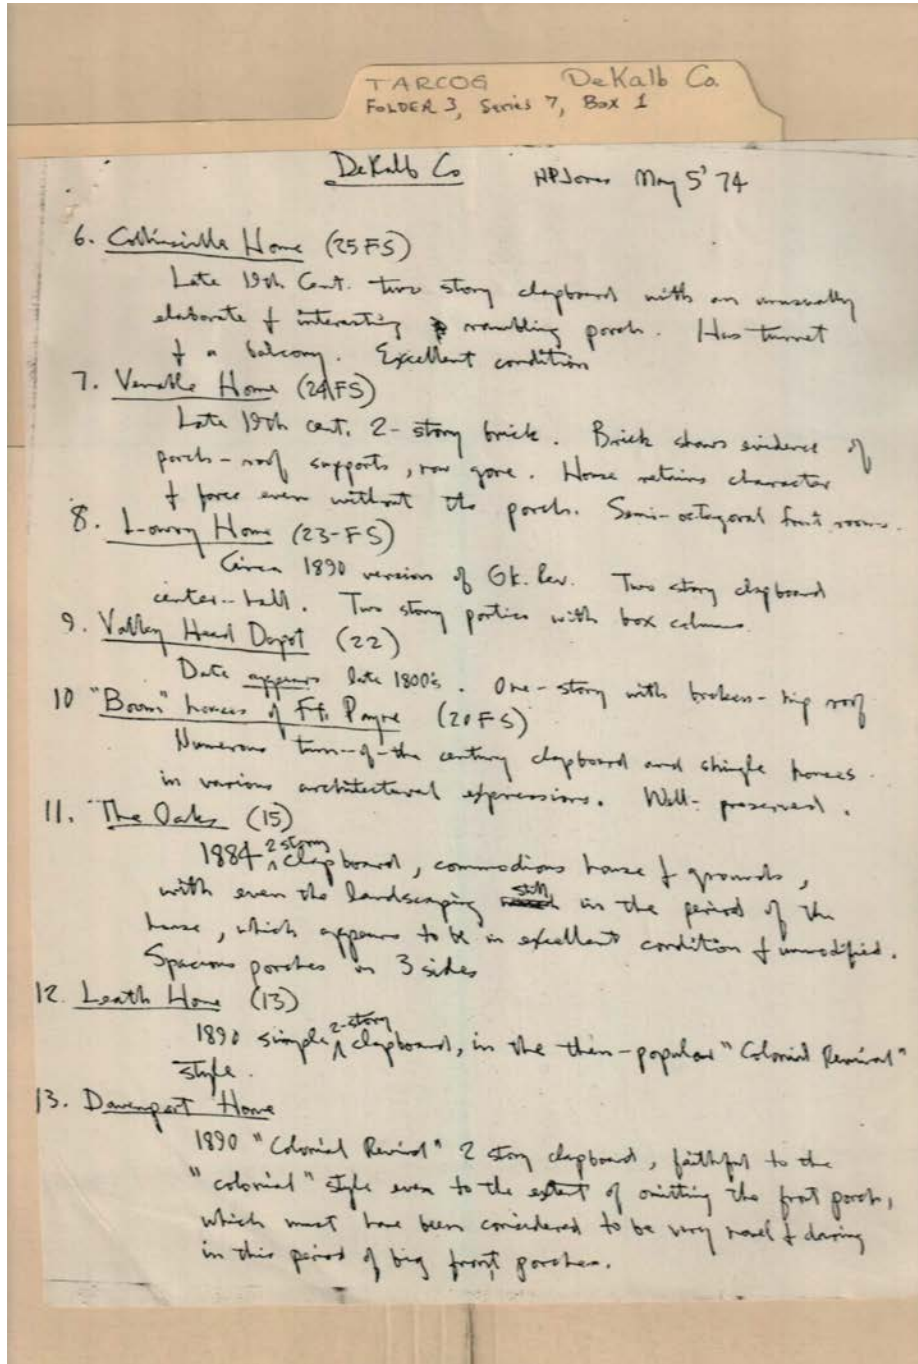 TARCOG DeKalb Co.
FOLDER 3, Series 7, Box 1
DeKalb Co HPJones May 5' 74
6. Collinsville Home (25FS)
Late 19th Cent. two story clapboard with an unusually
elaborate & interesting rambling porch. Has turret
& a balcony. Excellent condition
7. Venable Home (24FS)
Late 19th cent. 2-story brick. Brick shows evidence of
porch-roof supports, now gone. House retains character
& force even without the porch. Semi-octagonal front rooms.
8. Lowry Home (23-FS)
Circa 1890 version of Gk. Rev. Two story clapboard
center-hall. Two story portico with box columns.
9. Valley Head Depot (22)
Date appears late 1800's. One-story with broken-hip roof
10 "Boom" houses of Ft. Payne (20FS)
Numerous turn-of-the century clapboard and shingle houses
in various architectural expressions. Well-preserved.
11. The Oaks (15)
1884 2 story clapboard, commodious house & grounds,
with even the landscaping still in the period of the
house, which appears to be in excellent condition & unmodified.
Spacious porches on 3 sides
12. Leath Home (13)
1890 simple 2-story clapboard, in the then-popular "Colonial Revival"
style.
13. Davenport Home
1890 "Colonial Revival" 2 story clapboard, faithful to the
"colonial" style even to the extent of omitting the front porch,
which must have been considered to be very novel & daring
in this period of big front porches.